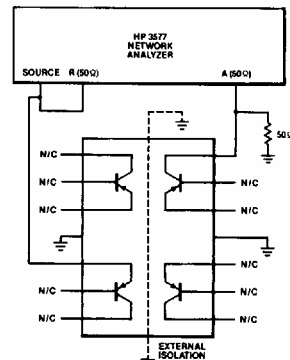 HP 3577
NETWORK
ANALYZER
SOURCE R (50Ω) A (50Ω)
50Ω
N/C
N/C
N/C
N/C
N/C
N/C
N/C
N/C
N/C
N/C
N/C
EXTERNAL
ISOLATION